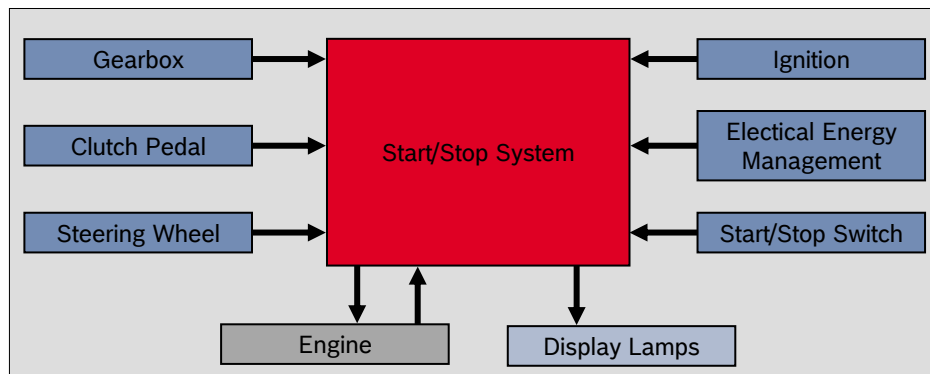 Gearbox
Ignition
Clutch Pedal
Start/Stop System
Electical Energy
Management
Steering Wheel
Start/Stop Switch
Engine
Display Lamps